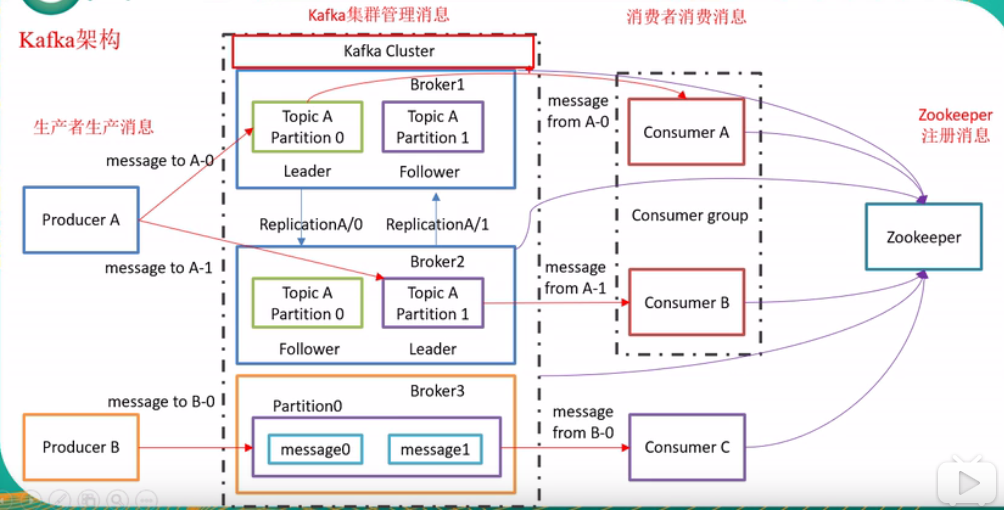 Kafka架构
Kafka集群管理消息
消费者消费消息
生产者生产消息
Zookeeper
注册消息
Kafka Cluster
Broker1
Topic A
Partition 0
Topic A
Partition 1
Leader
Follower
message to A-0
Producer A
message to A-1
ReplicationA/0
ReplicationA/1
Broker2
Topic A
Partition 0
Topic A
Partition 1
Follower
Leader
message
from A-0
Consumer A
Consumer group
message
from A-1
Consumer B
Zookeeper
message to B-0
Producer B
Broker3
Partition0
message0
message1
message
from B-0
Consumer C